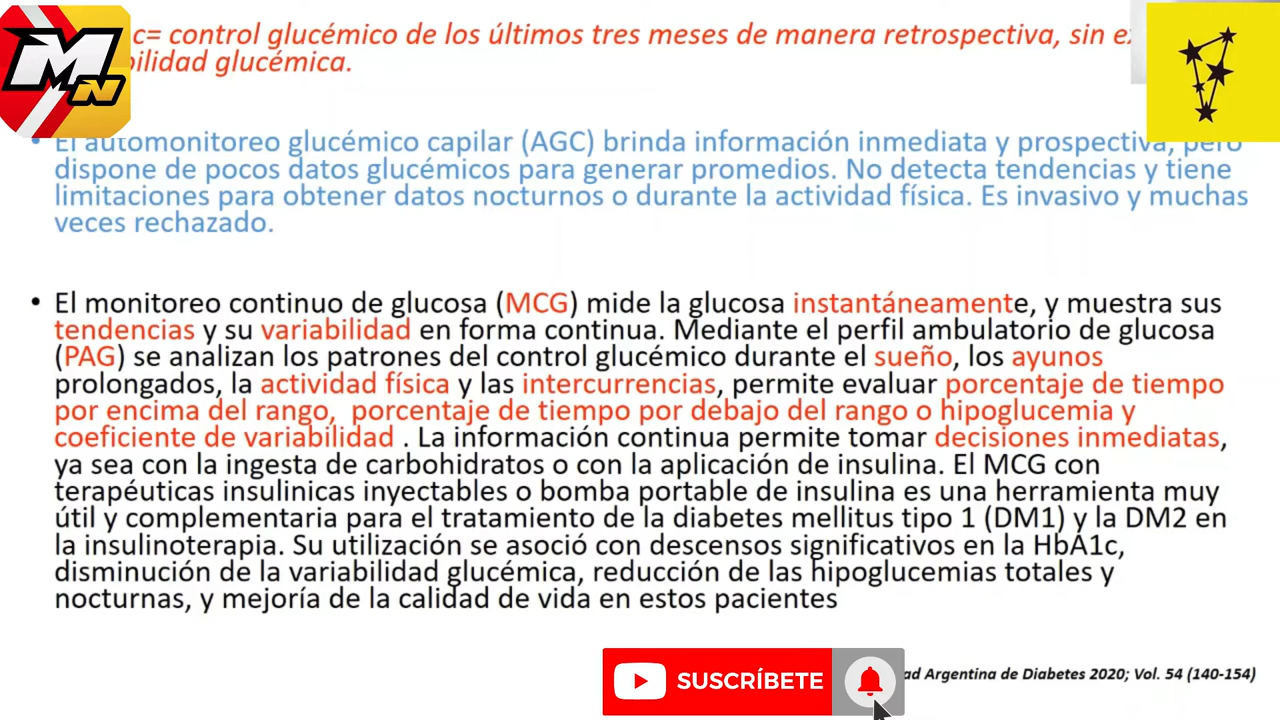 c= control glucémico de los últimos tres meses de manera retrospectiva, sin
bilidad glucémica.
• El automonitoreo glucémico capilar (AGC) brinda información inmediata y prospectiva, pero
dispone de pocos datos glucémicos para generar promedios. No detecta tendencias y tiene
limitaciones para obtener datos nocturnos o durante la actividad física. Es invasivo y muchas
veces rechazado.
• El monitoreo continuo de glucosa (MCG) mide la glucosa instantáneamente, y muestra sus
tendencias y su variabilidad en forma continua. Mediante el perfil ambulatorio de glucosa
(PAG) se analizan los patrones del control glucémico durante el sueño, los ayunos
prolongados, la actividad física y las intercurrencias, permite evaluar porcentaje de tiempo
por encima del rango, porcentaje de tiempo por debajo del rango o hipoglucemia y
coeficiente de variabilidad . La información continua permite tomar decisiones inmediatas,
ya sea con la ingesta de carbohidratos o con la aplicación de insulina. El MCG con
terapéuticas insulinicas inyectables o bomba portable de insulina es una herramienta muy
útil y complementaria para el tratamiento de la diabetes mellitus tipo 1 (DM1) y la DM2 en
la insulinoterapia. Su utilización se asoció con descensos significativos en la HbA1c,
disminución de la variabilidad glucémica, reducción de las hipoglucemias totales y
nocturnas, y mejoría de la calidad de vida en estos pacientes
ad Argentina de Diabetes 2020; Vol. 54 (140-154)
SUSCRÍBETE
MN